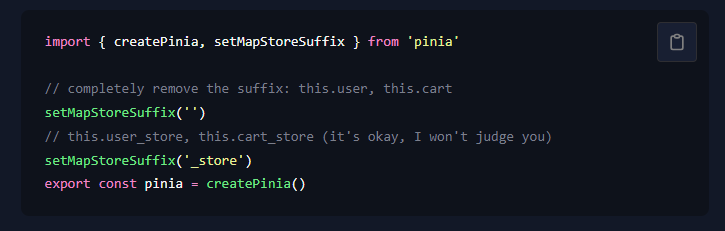 import { createPinia, setMapStoreSuffix } from 'pinia'
// completely remove the suffix: this.user, this.cart
setMapStoreSuffix('')
// this.user_store, this.cart_store (it's okay, I won't judge you)
setMapStoreSuffix('_store')
export const pinia = createPinia()